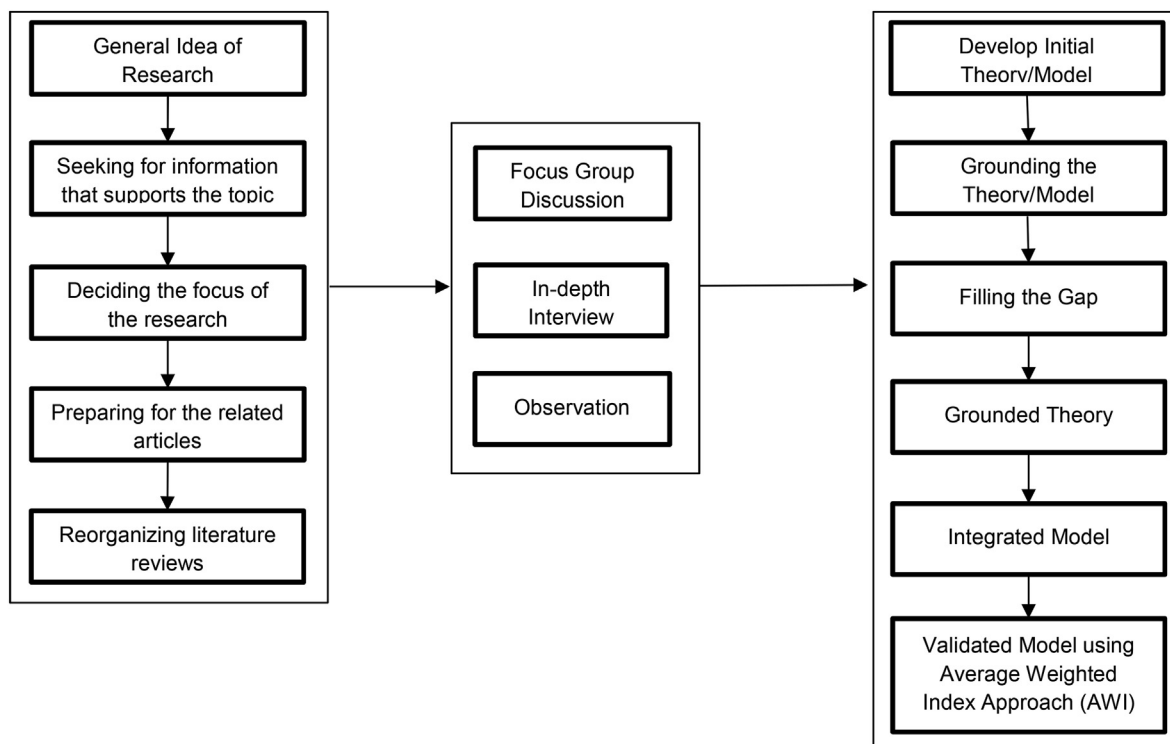 General Idea of
Research
Seeking for information
that supports the topic
Deciding the focus of
the research
Preparing for the related
articles
Reorganizing literature
reviews
Focus Group
Discussion
In-depth
Interview
Observation
Develop Initial
Theory/Model
Grounding the
Theory/Model
Filling the Gap
Grounded Theory
Integrated Model
Validated Model using
Average Weighted
Index Approach (AWI)